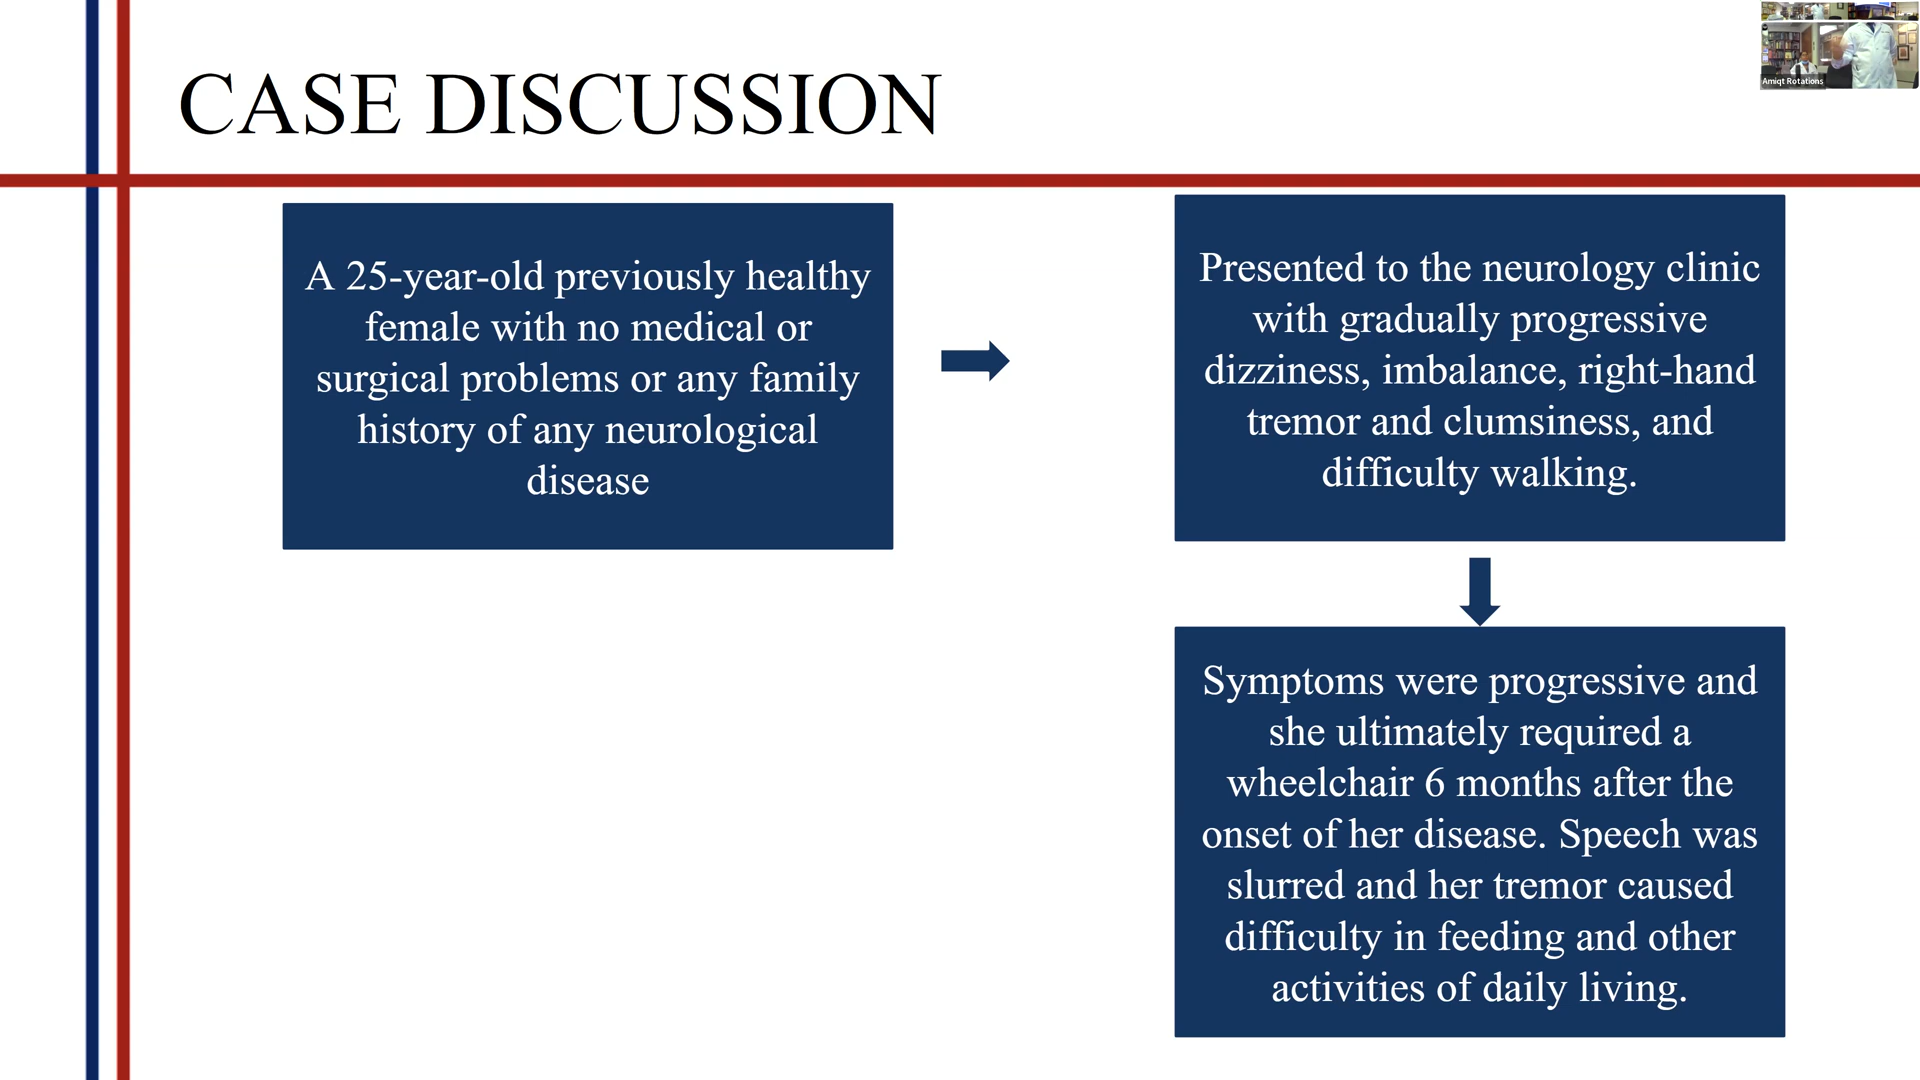 CASE DISCUSSION
Amiqt Rotations
A 25-year-old previously healthy
female with no medical or
surgical problems or any family
history of any neurological
disease
Presented to the neurology clinic
with gradually progressive
dizziness, imbalance, right-hand
tremor and clumsiness, and
difficulty walking.
Symptoms were progressive and
she ultimately required a
wheelchair 6 months after the
onset of her disease. Speech was
slurred and her tremor caused
difficulty in feeding and other
activities of daily living.